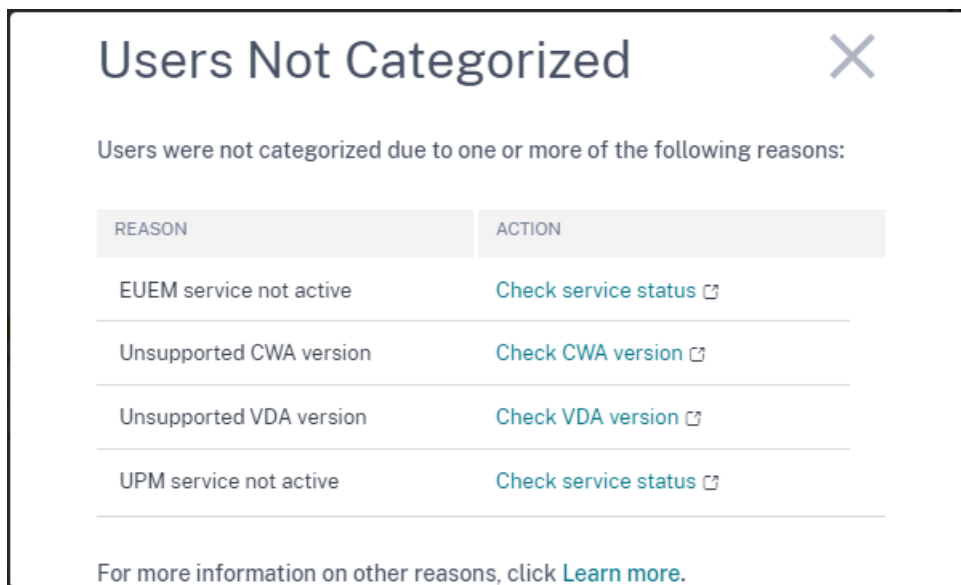 Users Not Categorized
Users were not categorized due to one or more of the following reasons:
REASON ACTION
EUEM service not active Check service status
Unsupported CWA version Check CWA version
Unsupported VDA version Check VDA version
UPM service not active Check service status
For more information on other reasons, click Learn more.